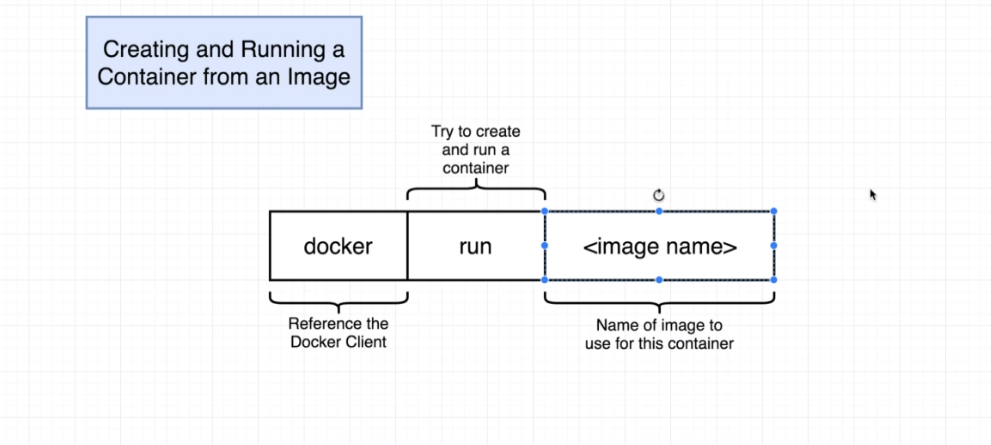 Creating and Running a
Container from an Image
Try to create
and run a
container
docker
run
<image name>
Reference the
Docker Client
Name of image to
use for this container